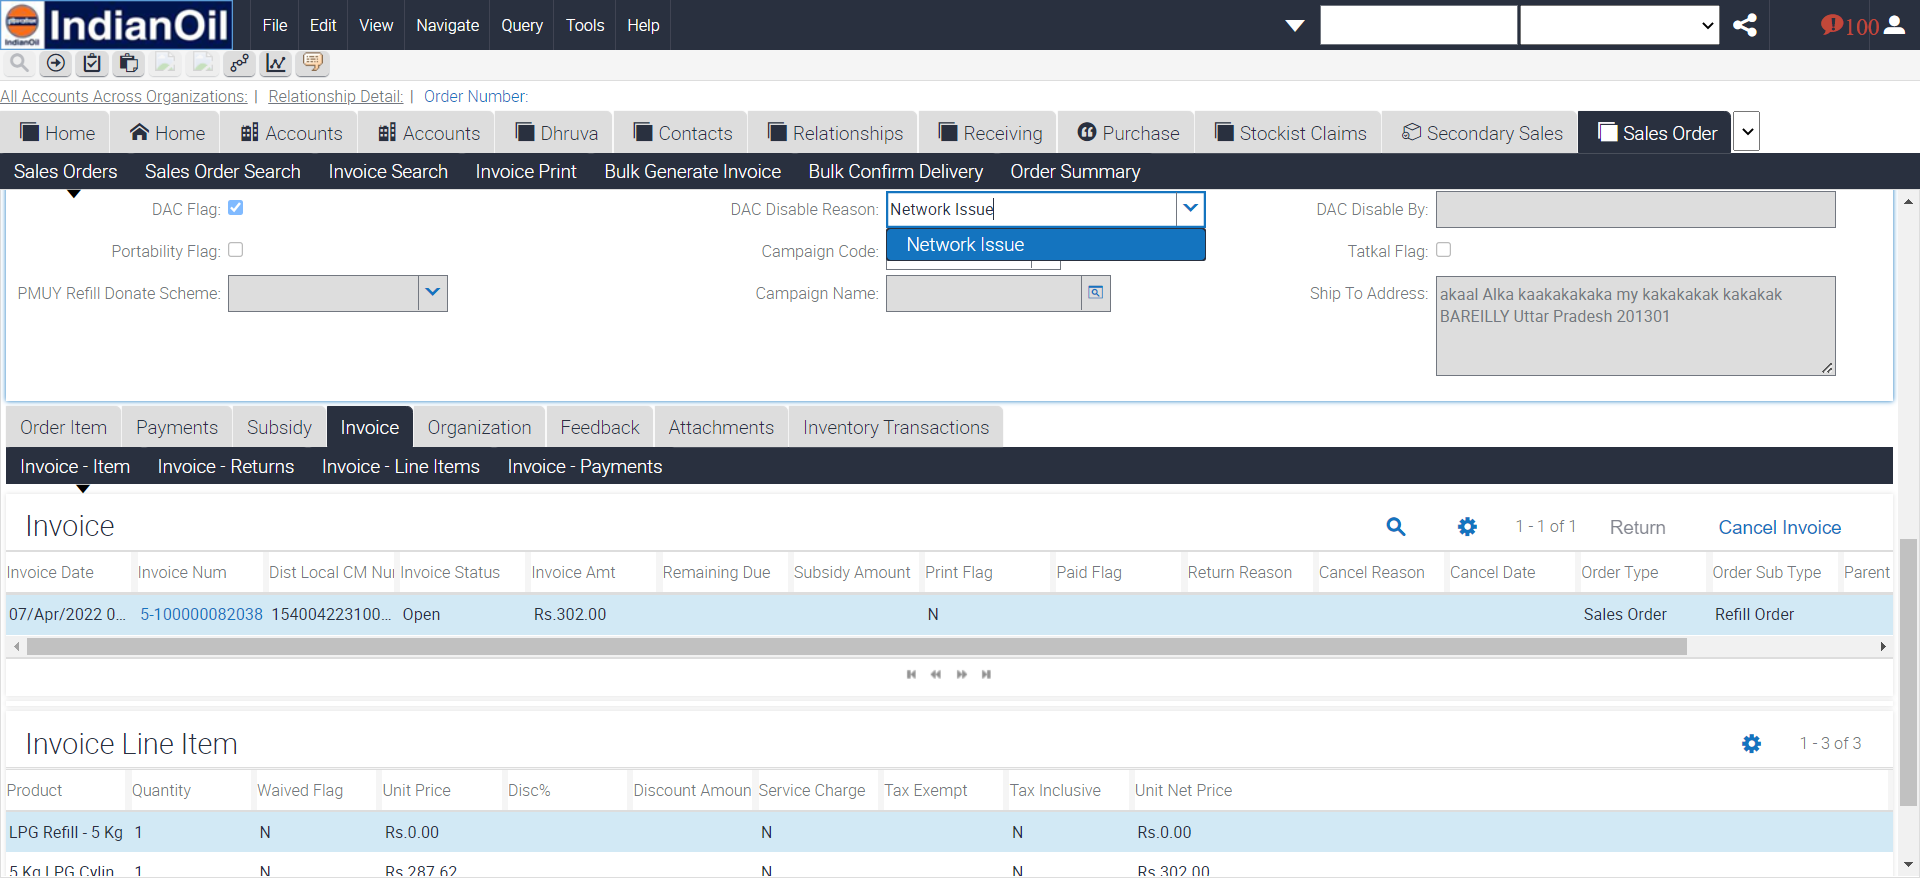 IndianOil
IndianOil
File Edit View Navigate Query Tools Help
100
All Accounts Across Organizations: | Relationship Detail: | Order Number:
Home Home Accounts Accounts Dhruva Contacts Relationships Receiving Purchase Stockist Claims Secondary Sales Sales Order
Sales Orders Sales Order Search Invoice Search Invoice Print Bulk Generate Invoice Bulk Confirm Delivery Order Summary
DAC Flag: DAC Disable Reason: Network Issue DAC Disable By:
Network Issue
Portability Flag: Campaign Code: Tatkal Flag:
PMUY Refill Donate Scheme: Campaign Name: Ship To Address: akaal Alka kaakakakaka my kakakakak kakakak
BAREILLY Uttar Pradesh 201301
Order Item Payments Subsidy Invoice Organization Feedback Attachments Inventory Transactions
Invoice - Item Invoice - Returns Invoice - Line Items Invoice - Payments
Invoice 1 - 1 of 1 Return Cancel Invoice
Invoice Date Invoice Num Dist Local CM Nu Invoice Status Invoice Amt Remaining Due Subsidy Amount Print Flag Paid Flag Return Reason Cancel Reason Cancel Date Order Type Order Sub Type Parent
07/Apr/2022 0... 5-100000082038 154004223100... Open Rs.302.00 N Sales Order Refill Order
Invoice Line Item 1 - 3 of 3
Product Quantity Waived Flag Unit Price Disc% Discount Amoun Service Charge Tax Exempt Tax Inclusive Unit Net Price
LPG Refill - 5 Kg 1 N Rs.0.00 N N Rs.0.00
5 Kg LPG Cylin 1 N Rs.287.62 N N Rs.302.00